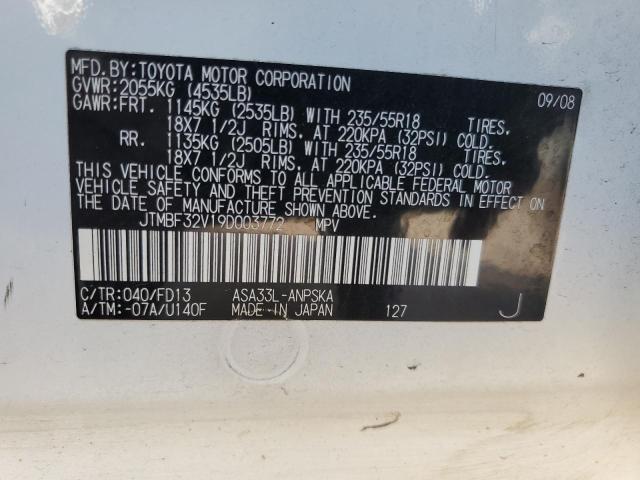 MFD. BY: TOYOTA MOTOR CORPORATION 09/08
GVWR: 2055KG (4535LB)
GAWR: FRT. 1145KG (2535LB) WITH 235/55R18 TIRES.
18X7 1/2J RIMS. AT 220KPA (32PSI) COLD.
RR. 1135KG (2505LB) WITH 235/55R18 TIRES.
18X7 1/2J RIMS. AT 220KPA (32PSI) COLD.
THIS VEHICLE CONFORMS TO ALL APPLICABLE FEDERAL MOTOR
VEHICLE SAFETY AND THEFT PREVENTION STANDARDS IN EFFECT ON
THE DATE OF MANUFACTURE SHOWN ABOVE.
JTMBF32V19D003772 MPV
C/TR: 040/FD13 ASA33L-ANPSKA
A/TM: -07A/U140F MADE IN JAPAN 127 J